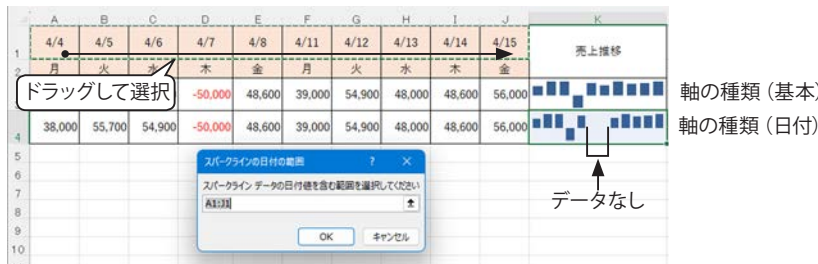 A B C D E F G H I J K
1 4/4 4/5 4/6 4/7 4/8 4/11 4/12 4/13 4/14 4/15 売上推移
2 月 火 水 木 金 月 火 水 木 金
ドラッグして選択 -50,000 48,600 39,000 54,900 48,000 48,600 56,000 軸の種類（基本）
4 38,000 55,700 54,900 -50,000 48,600 39,000 54,900 48,000 48,600 56,000 軸の種類（日付）
5
6
7
8
9
10
スパークラインの日付の範囲 ? ×
スパークライン データの日付値を含む範囲を選択してください
A1:J1
OK キャンセル
データなし